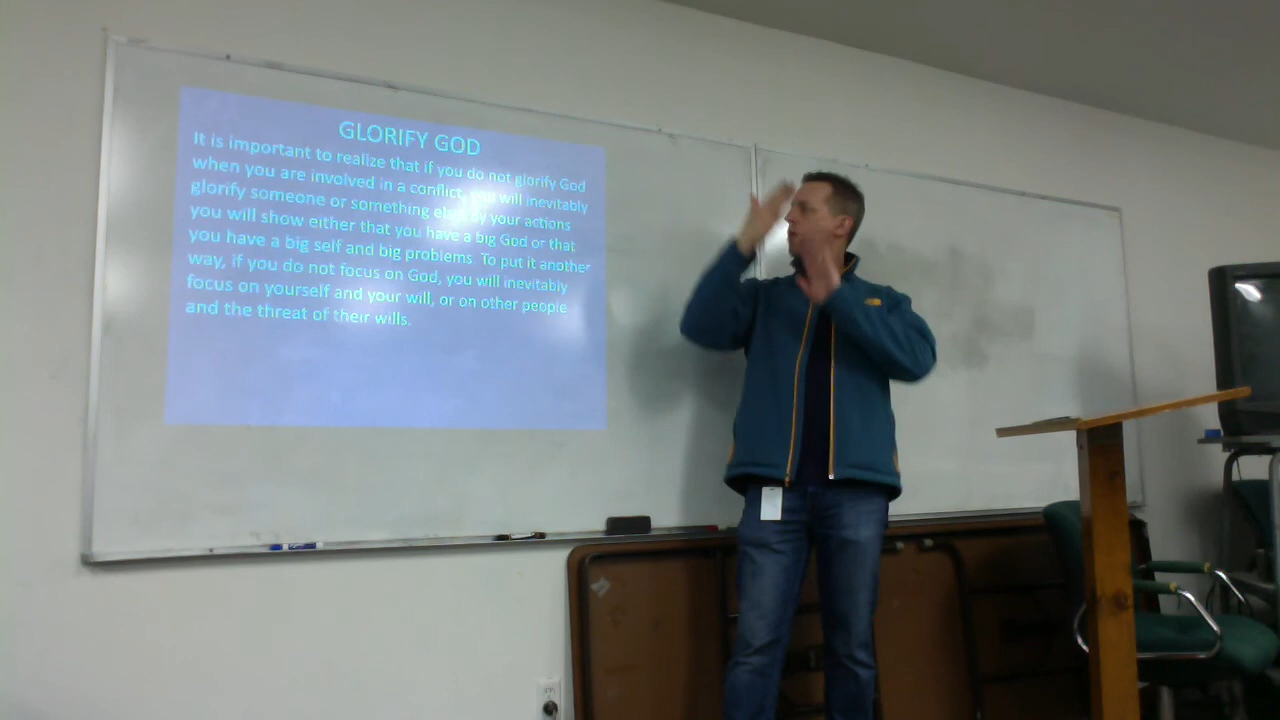 GLORIFY GOD
It is important to realize that if you do not glorify God
when you are involved in a conflict, you will inevitably
glorify someone or something else by your actions
you will show either that you have a big God or that
you have a big self and big problems. To put it another
way, if you do not focus on God, you will inevitably
focus on yourself and your will, or on other people
and the threat of their wills.